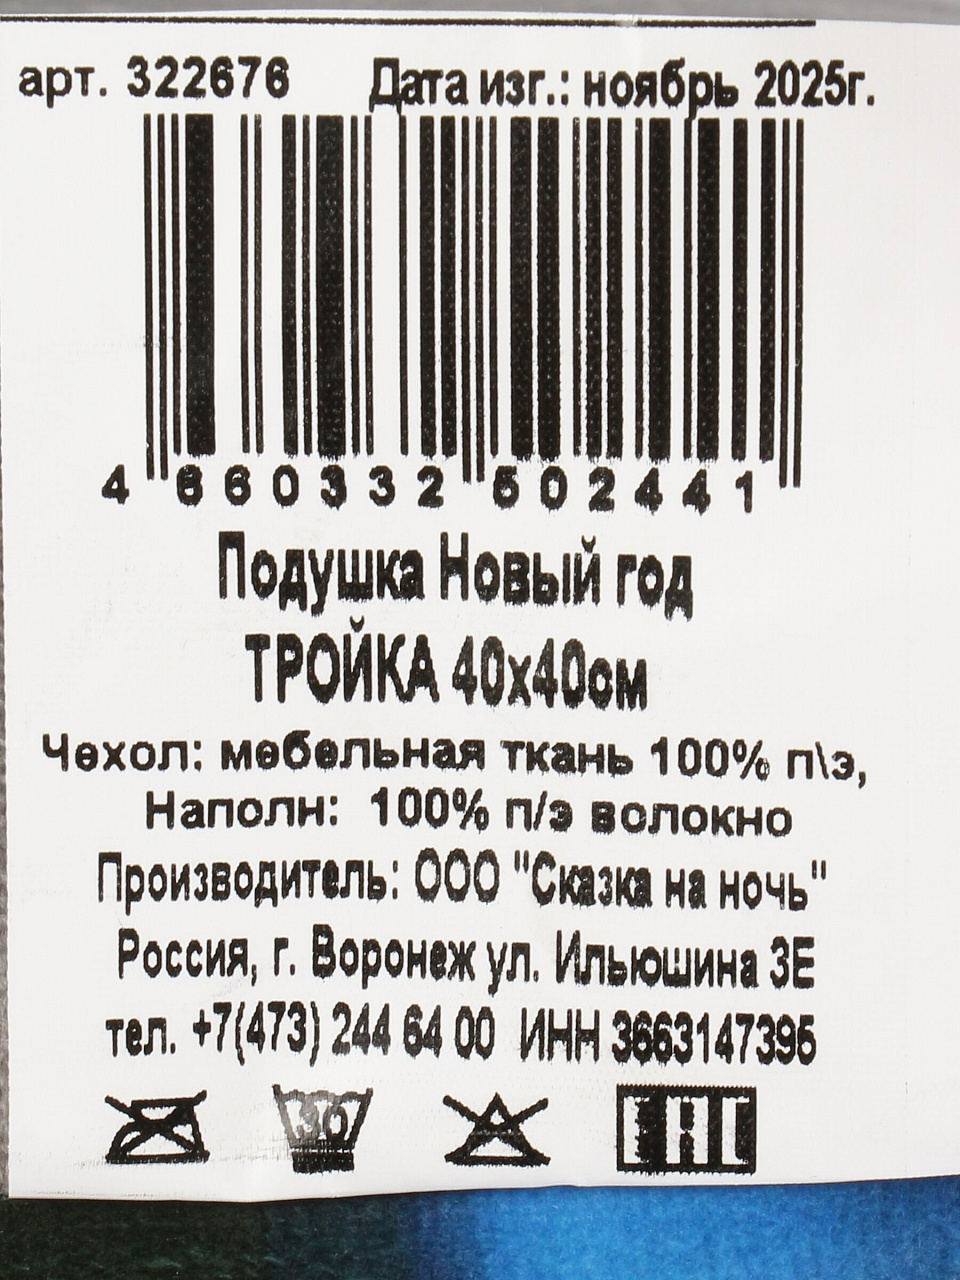 арт. 322676 Дата изг.: ноябрь 2025г.
4 660332 502441
Подушка Новый год
ТРОЙКА 40х40см
Чехол: мебельная ткань 100% п\э,
Наполн: 100% п/э волокно
Производитель: ООО "Сказка на ночь"
Россия, г. Воронеж ул. Ильюшина 3Е
тел. +7(473) 244 64 00 ИНН 3663147395
30 ЕАС